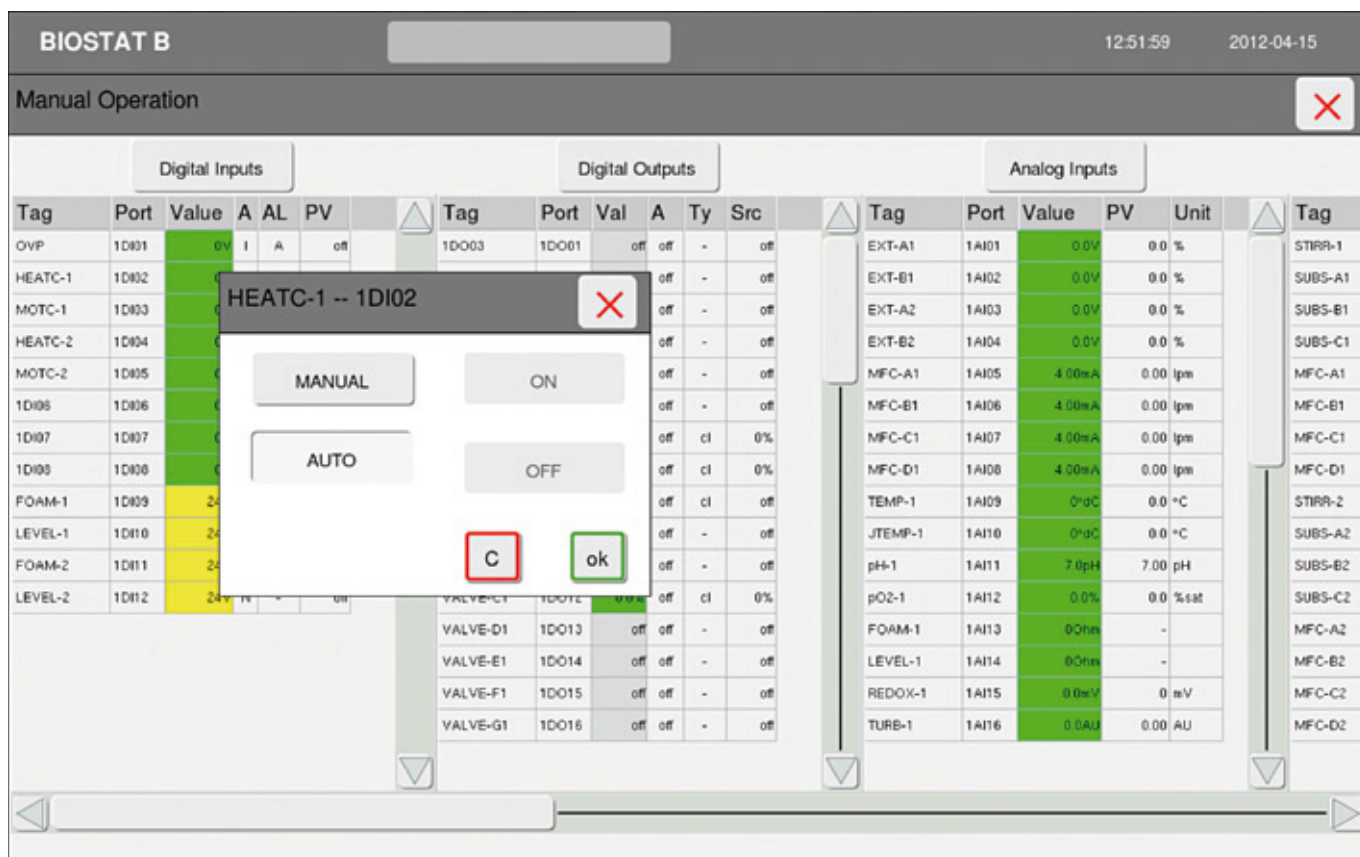 BIOSTAT B 12:51:59 2012-04-15
Manual Operation
Digital Inputs Digital Outputs Analog Inputs
Tag Port Value A AL PV Tag Port Val A Ty Src Tag Port Value PV Unit Tag
OVP 1DI01 0V I A off 1DO03 1DO01 off off - off EXT-A1 1AI01 0.0V 0.0 % STIRR-1
HEATC-1 1DI02 off - off EXT-B1 1AI02 0.0V 0.0 % SUBS-A1
MOTC-1 1DI03 off - off EXT-A2 1AI03 0.0V 0.0 % SUBS-B1
HEATC-2 1DI04 off - off EXT-B2 1AI04 0.0V 0.0 % SUBS-C1
MOTC-2 1DI05 off - off MFC-A1 1AI05 4.00mA 0.00 lpm MFC-A1
1DI06 1DI06 off - off MFC-B1 1AI06 4.00mA 0.00 lpm MFC-B1
1DI07 1DI07 off cl 0% MFC-C1 1AI07 4.00mA 0.00 lpm MFC-C1
1DI08 1DI08 off cl 0% MFC-D1 1AI08 4.00mA 0.00 lpm MFC-D1
FOAM-1 1DI09 24 off cl off TEMP-1 1AI09 0°dC 0.0 °C STIRR-2
LEVEL-1 1DI10 24 off - off JTEMP-1 1AI10 0°dC 0.0 °C SUBS-A2
FOAM-2 1DI11 24 off - off pH-1 1AI11 7.0pH 7.00 pH SUBS-B2
LEVEL-2 1DI12 24V N - off VALVE-C1 1DO12 0.0% off cl 0% pO2-1 1AI12 0.0% 0.0 %sat SUBS-C2
VALVE-D1 1DO13 off off - off FOAM-1 1AI13 0Ohm - MFC-A2
VALVE-E1 1DO14 off off - off LEVEL-1 1AI14 0Ohm - MFC-B2
VALVE-F1 1DO15 off off - off REDOX-1 1AI15 0.0mV 0 mV MFC-C2
VALVE-G1 1DO16 off off - off TURB-1 1AI16 0.0AU 0.00 AU MFC-D2
HEATC-1 -- 1DI02
MANUAL ON
AUTO OFF
C ok